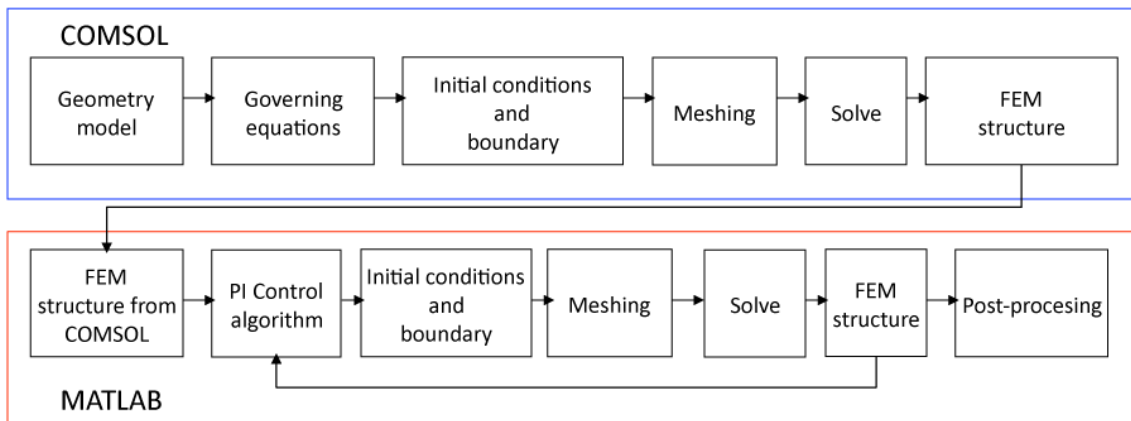 COMSOL
Geometry
model
Governing
equations
Initial conditions
and
boundary
Meshing
Solve
FEM
structure
FEM
structure from
COMSOL
PI Control
algorithm
Initial conditions
and
boundary
Meshing
Solve
FEM
structure
Post-procesing
MATLAB